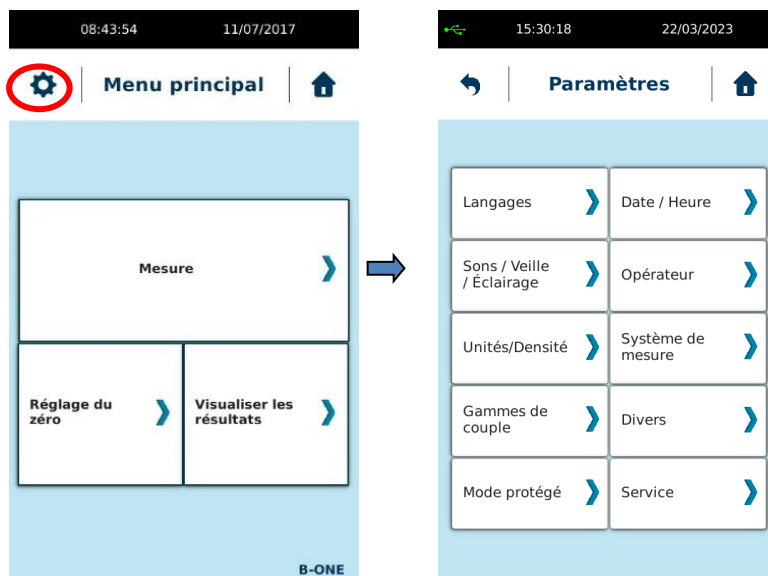 08:43:54 11/07/2017
Menu principal
Mesure
Réglage du
zéro
Visualiser les
résultats
B-ONE
15:30:18 22/03/2023
Paramètres
Langages
Date / Heure
Sons / Veille
/ Éclairage
Opérateur
Unités/Densité
Système de
mesure
Gammes de
couple
Divers
Mode protégé
Service